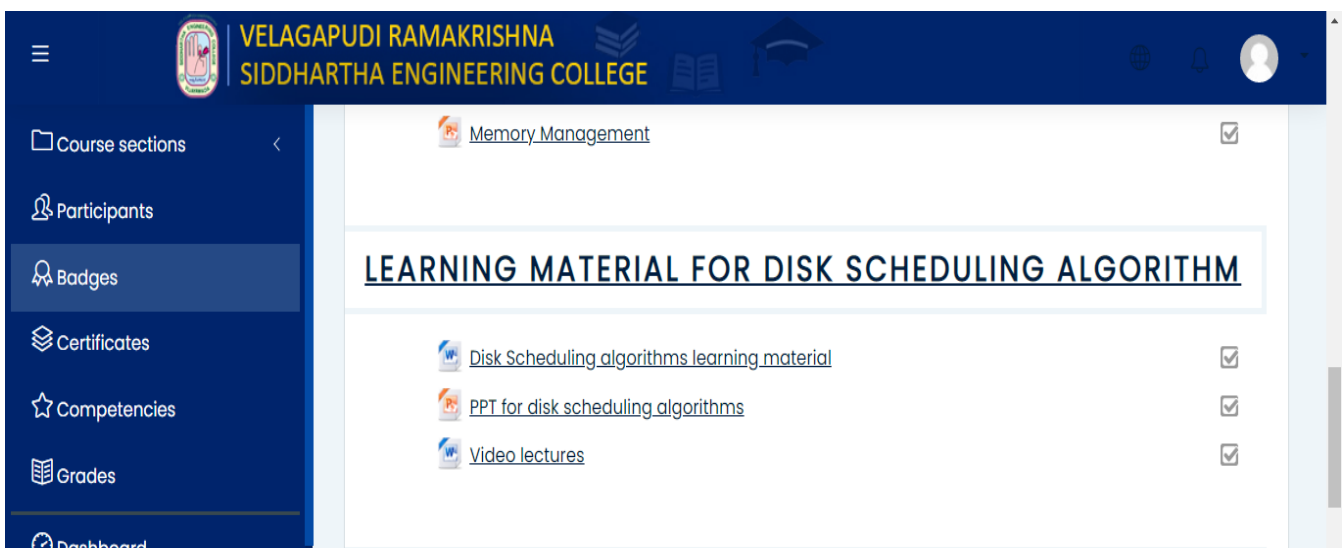 VELAGAPUDI RAMAKRISHNA
SIDDHARTHA ENGINEERING COLLEGE
Course sections
Participants
Badges
Certificates
Competencies
Grades
Dashboard
Memory Management
LEARNING MATERIAL FOR DISK SCHEDULING ALGORITHM
Disk Scheduling algorithms learning material
PPT for disk scheduling algorithms
Video lectures